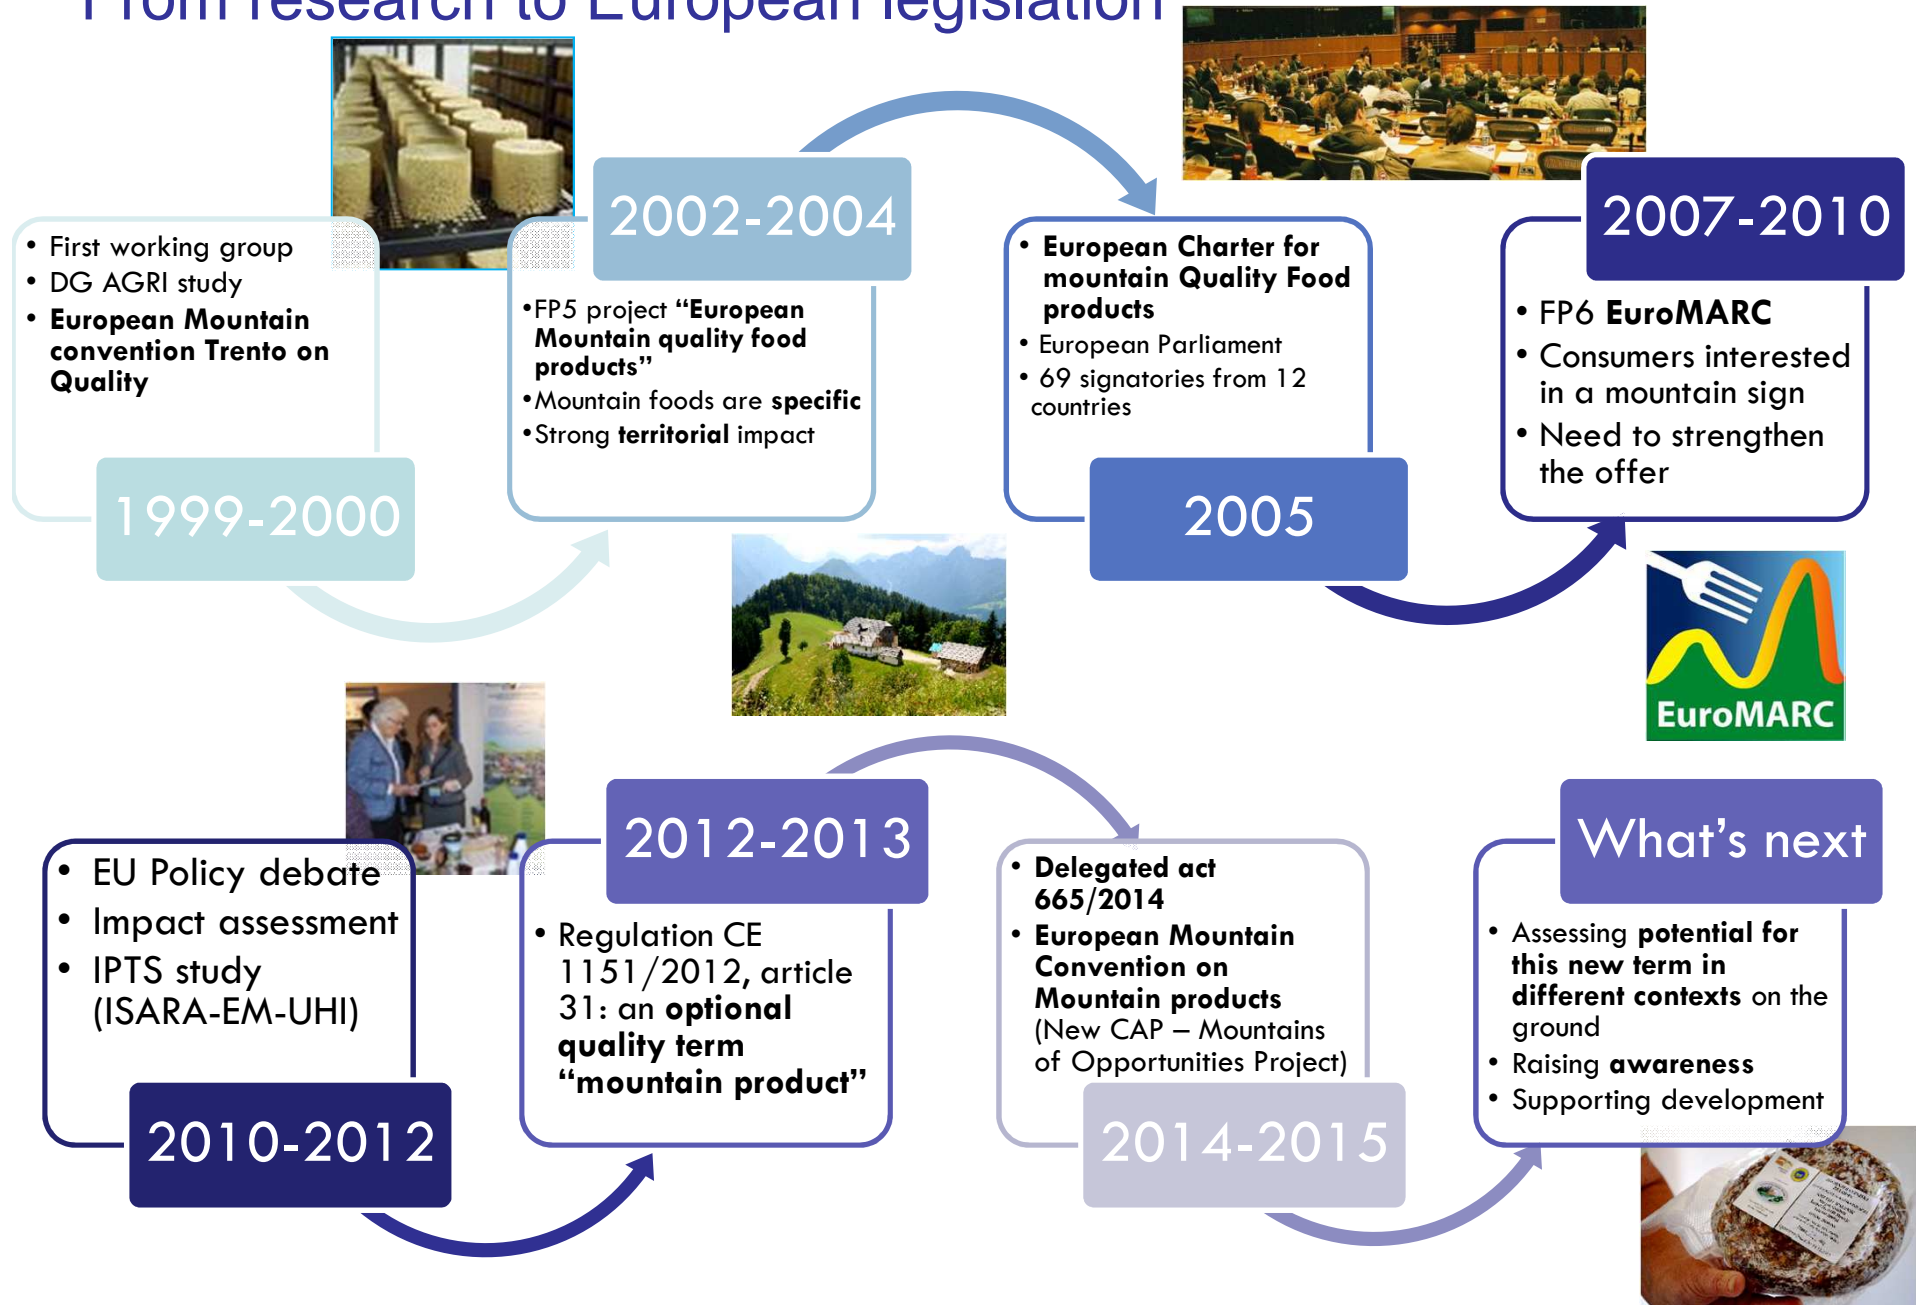 From research to European legislation
• First working group
• DG AGRI study
• European Mountain
convention Trento on
Quality
1999-2000
2002-2004
•FP5 project “European
Mountain quality food
products”
•Mountain foods are specific
•Strong territorial impact
• European Charter for
mountain Quality Food
products
• European Parliament
• 69 signatories from 12
countries
2005
2007-2010
• FP6 EuroMARC
• Consumers interested
in a mountain sign
• Need to strengthen
the offer
EuroMARC
• EU Policy debate
• Impact assessment
• IPTS study
(ISARA-EM-UHI)
2010-2012
2012-2013
• Regulation CE
1151/2012, article
31: an optional
quality term
“mountain product”
• Delegated act
665/2014
• European Mountain
Convention on
Mountain products
(New CAP – Mountains
of Opportunities Project)
2014-2015
What’s next
• Assessing potential for
this new term in
different contexts on the
ground
• Raising awareness
• Supporting development